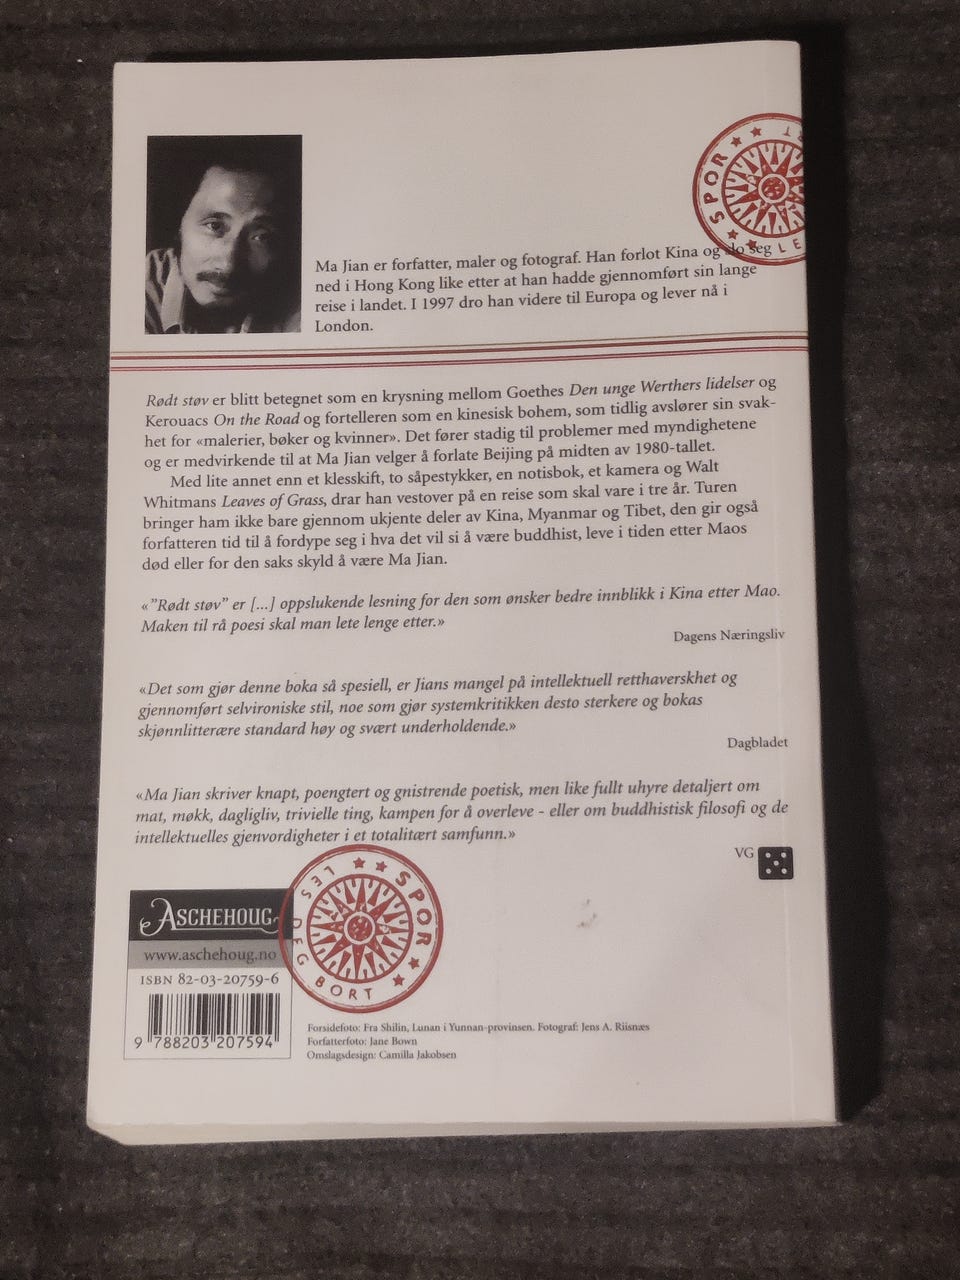 SPOR
LE
Ma Jian er forfatter, maler og fotograf. Han forlot Kina og slo seg
ned i Hong Kong like etter at han hadde gjennomført sin lange
reise i landet. I 1997 dro han videre til Europa og lever nå i
London.
Rødt støv er blitt betegnet som en krysning mellom Goethes Den unge Werthers lidelser og
Kerouacs On the Road og fortelleren som en kinesisk bohem, som tidlig avslører sin svak-
het for «malerier, bøker og kvinner». Det fører stadig til problemer med myndighetene
og er medvirkende til at Ma Jian velger å forlate Beijing på midten av 1980-tallet.
Med lite annet enn et klesskift, to såpestykker, en notisbok, et kamera og Walt
Whitmans Leaves of Grass, drar han vestover på en reise som skal vare i tre år. Turen
bringer ham ikke bare gjennom ukjente deler av Kina, Myanmar og Tibet, den gir også
forfatteren tid til å fordype seg i hva det vil si å være buddhist, leve i tiden etter Maos
død eller for den saks skyld å være Ma Jian.
«”Rødt støv” er [...] oppslukende lesning for den som ønsker bedre innblikk i Kina etter Mao.
Maken til rå poesi skal man lete lenge etter.»
Dagens Næringsliv
«Det som gjør denne boka så spesiell, er Jians mangel på intellektuell retthaverskhet og
gjennomført selvironiske stil, noe som gjør systemkritikken desto sterkere og bokas
skjønnlitterære standard høy og svært underholdende.»
Dagbladet
«Ma Jian skriver knapt, poengtert og gnistrende poetisk, men like fullt uhyre detaljert om
mat, møkk, dagligliv, trivielle ting, kampen for å overleve - eller om buddhistisk filosofi og de
intellektuelles gjenvordigheter i et totalitært samfunn.»
VG
ASCHEHOUG
www.aschehoug.no
ISBN 82-03-20759-6
9 788203 207594
SPOR
LES DEG BORT
Forsidefoto: Fra Shilin, Lunan i Yunnan-provinsen. Fotograf: Jens A. Riisnæs
Forfatterfoto: Jane Bown
Omslagsdesign: Camilla Jakobsen